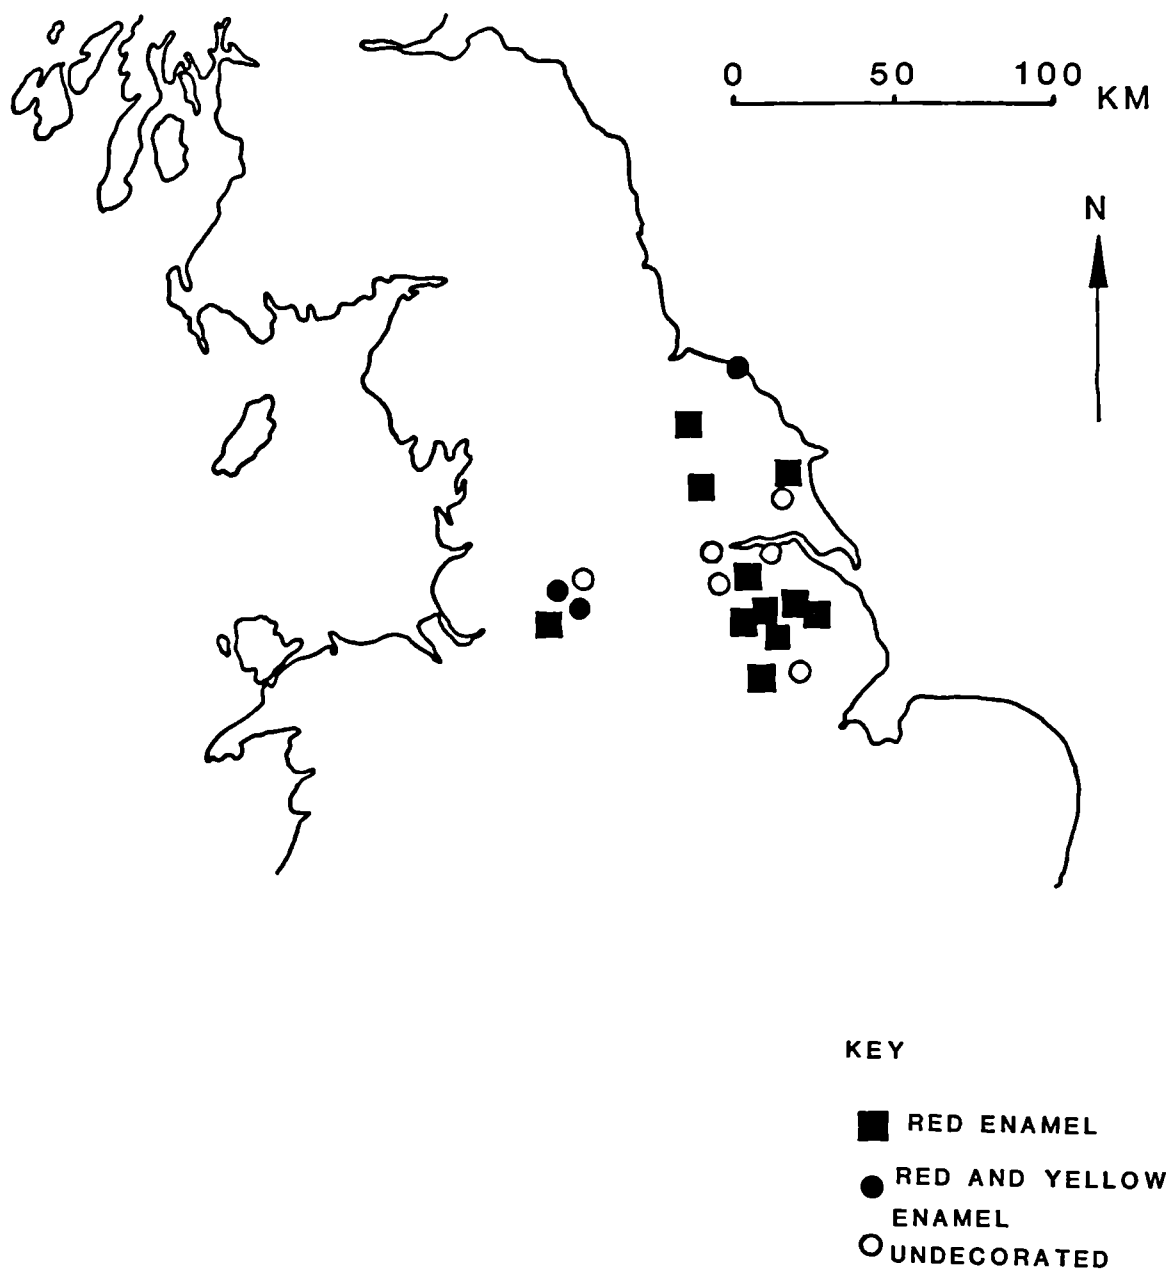 0 50 100
KM
N
KEY
RED ENAMEL
RED AND YELLOW
ENAMEL
UNDECORATED